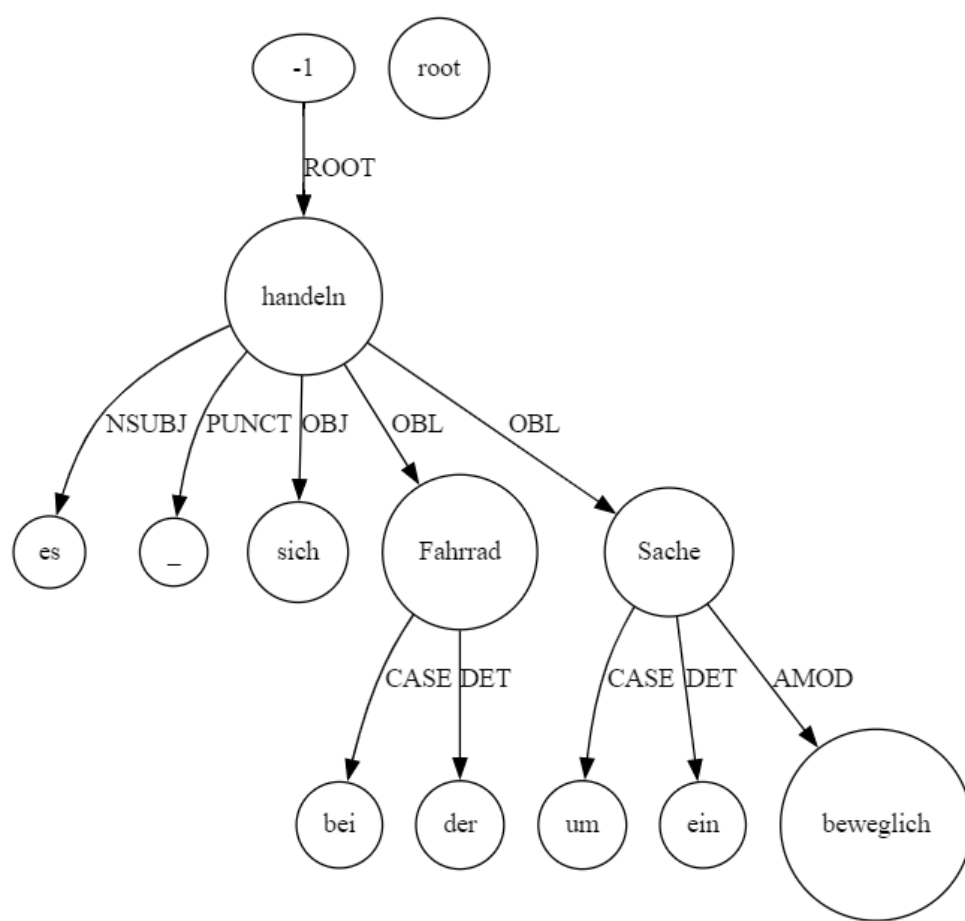 -1 root
ROOT
handeln
NSUBJ PUNCT OBJ OBL OBL
es _ sich Fahrrad Sache
CASE DET CASE DET AMOD
bei der um ein beweglich